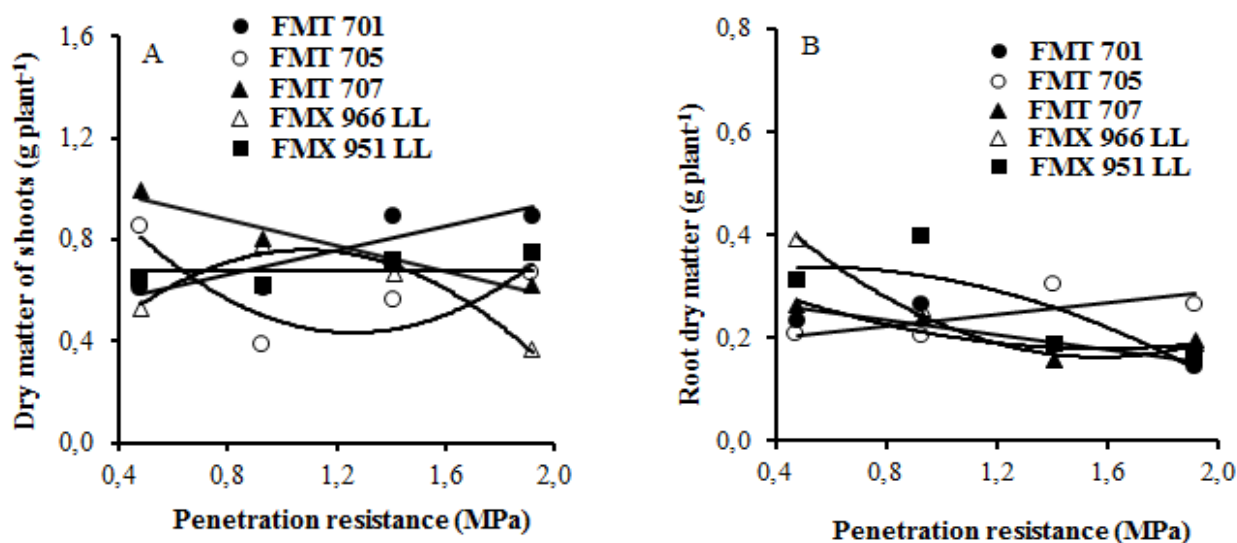 A
FMT 701
FMT 705
FMT 707
FMX 966 LL
FMX 951 LL
Dry matter of shoots (g plant⁻¹)
1,6
1,2
0,8
0,4
0,0
0,4 0,8 1,2 1,6 2,0
Penetration resistance (MPa)
B
FMT 701
FMT 705
FMT 707
FMX 966 LL
FMX 951 LL
Root dry matter (g plant⁻¹)
0,8
0,6
0,4
0,2
0,0
0,4 0,8 1,2 1,6 2,0
Penetration resistance (MPa)